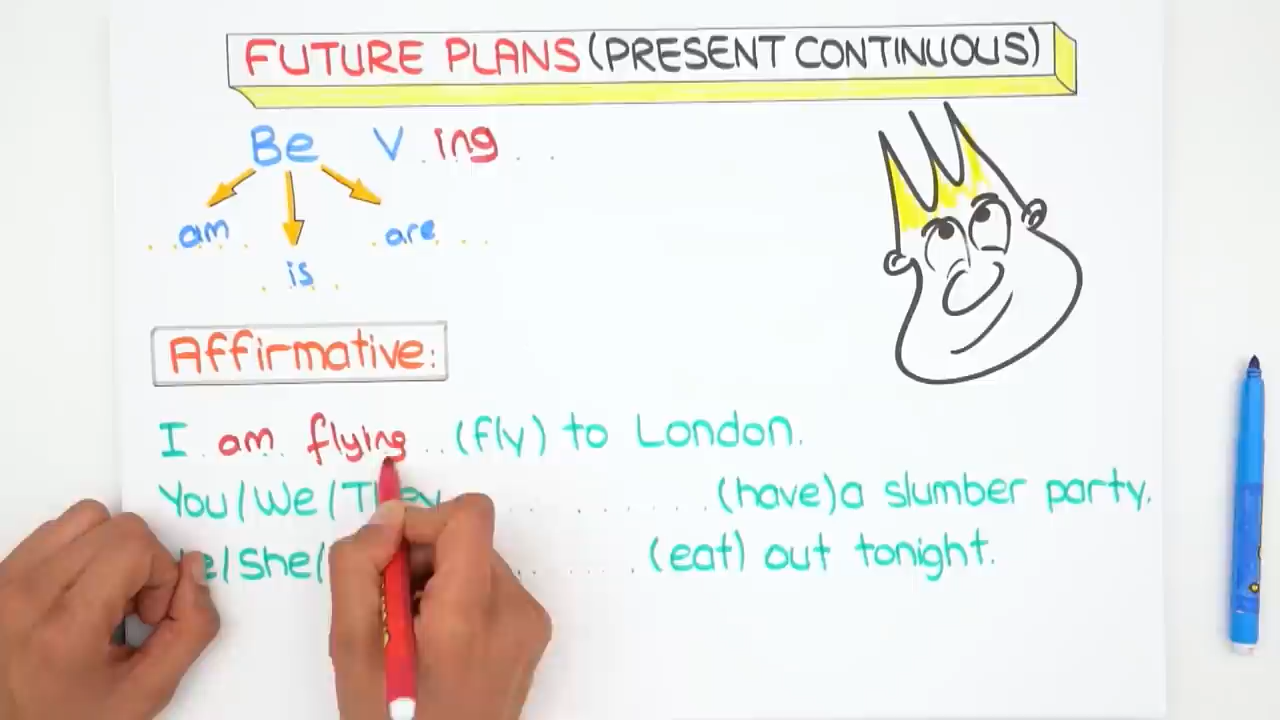 FUTURE PLANS (PRESENT CONTINUOUS)
Be V ing
am are
is
Affirmative:
I am flying (fly) to London.
You/We/They (have) a slumber party.
She/ (eat) out tonight.